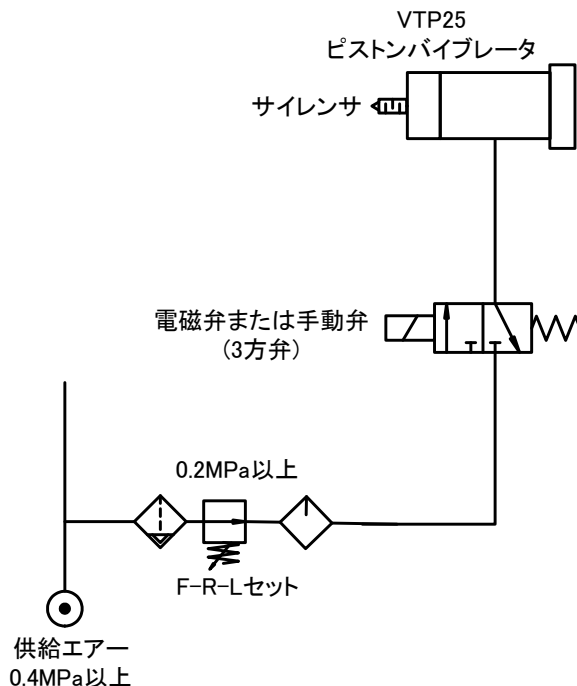 VTP25
ピストンバイブレータ
サイレンサ
電磁弁または手動弁
(3方弁)
0.2MPa以上
F-R-Lセット
供給エアー
0.4MPa以上